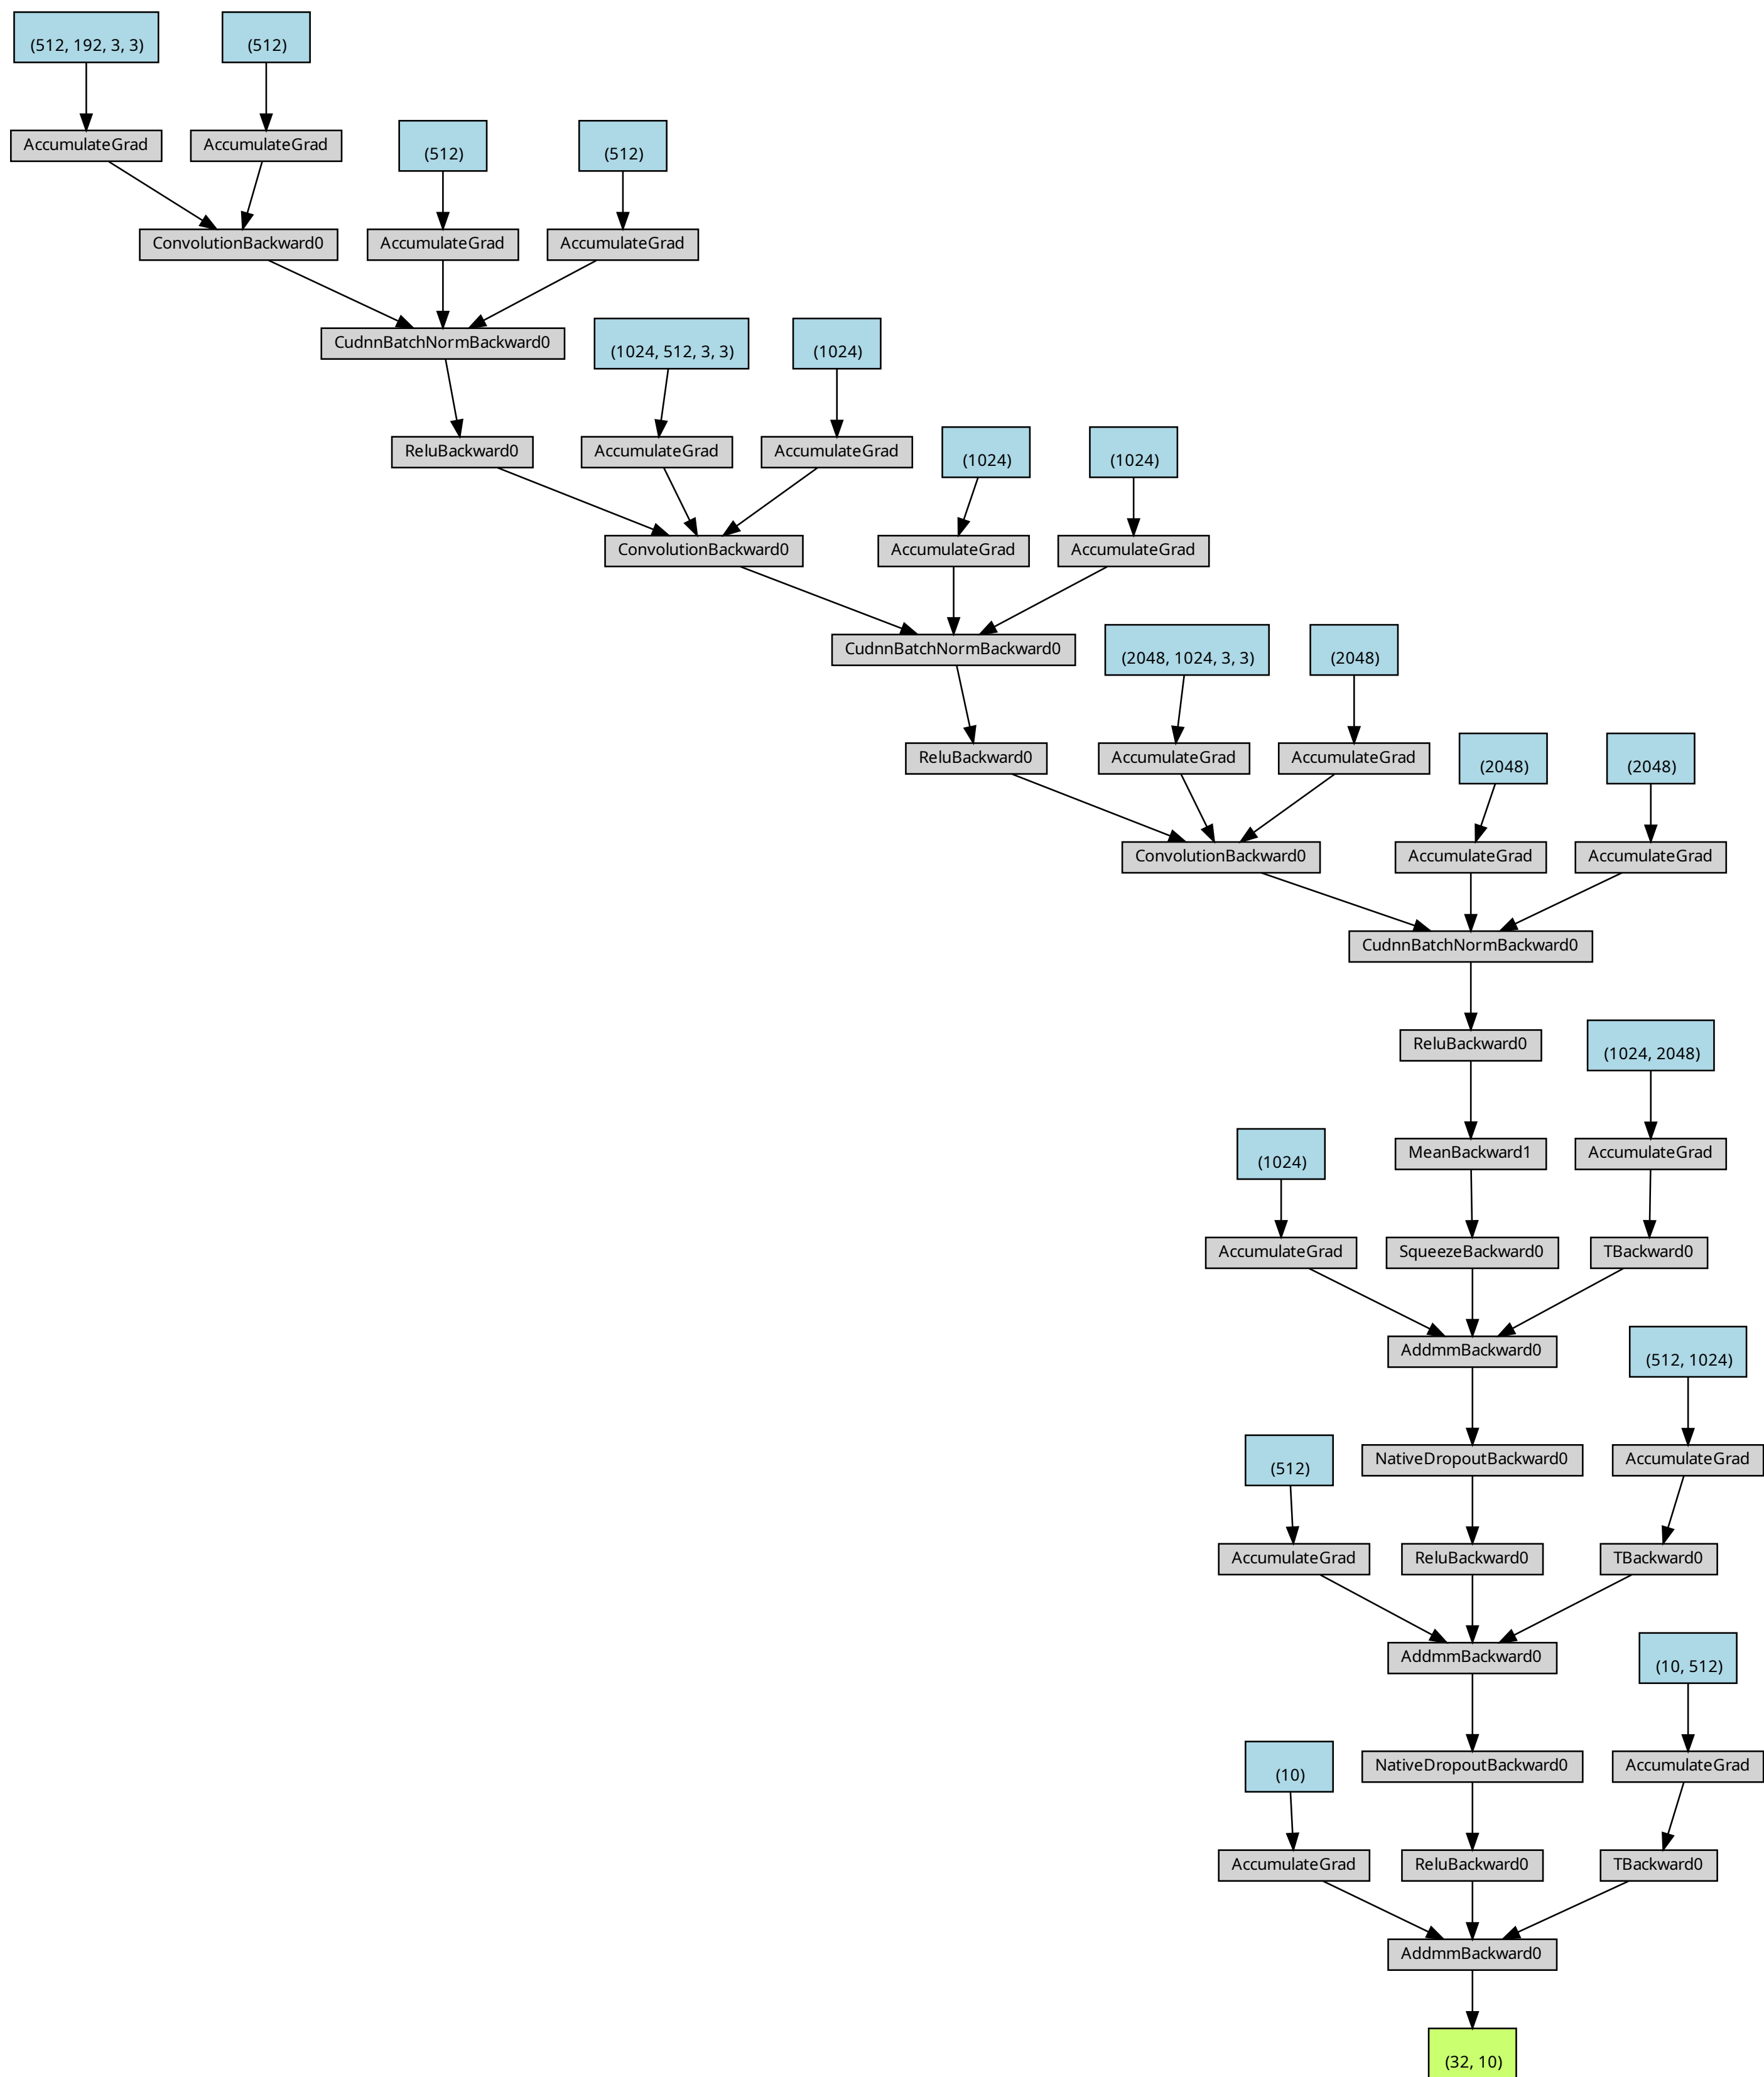 (512, 192, 3, 3)
(512)
AccumulateGrad
AccumulateGrad
(512)
(512)
ConvolutionBackward0
AccumulateGrad
AccumulateGrad
CudnnBatchNormBackward0
(1024, 512, 3, 3)
(1024)
ReluBackward0
AccumulateGrad
AccumulateGrad
(1024)
(1024)
ConvolutionBackward0
AccumulateGrad
AccumulateGrad
CudnnBatchNormBackward0
(2048, 1024, 3, 3)
(2048)
ReluBackward0
AccumulateGrad
AccumulateGrad
(2048)
(2048)
ConvolutionBackward0
AccumulateGrad
AccumulateGrad
CudnnBatchNormBackward0
ReluBackward0
(1024, 2048)
(1024)
MeanBackward1
AccumulateGrad
AccumulateGrad
SqueezeBackward0
TBackward0
AddmmBackward0
(512, 1024)
(512)
NativeDropoutBackward0
AccumulateGrad
AccumulateGrad
ReluBackward0
TBackward0
AddmmBackward0
(10, 512)
(10)
NativeDropoutBackward0
AccumulateGrad
AccumulateGrad
ReluBackward0
TBackward0
AddmmBackward0
(32, 10)